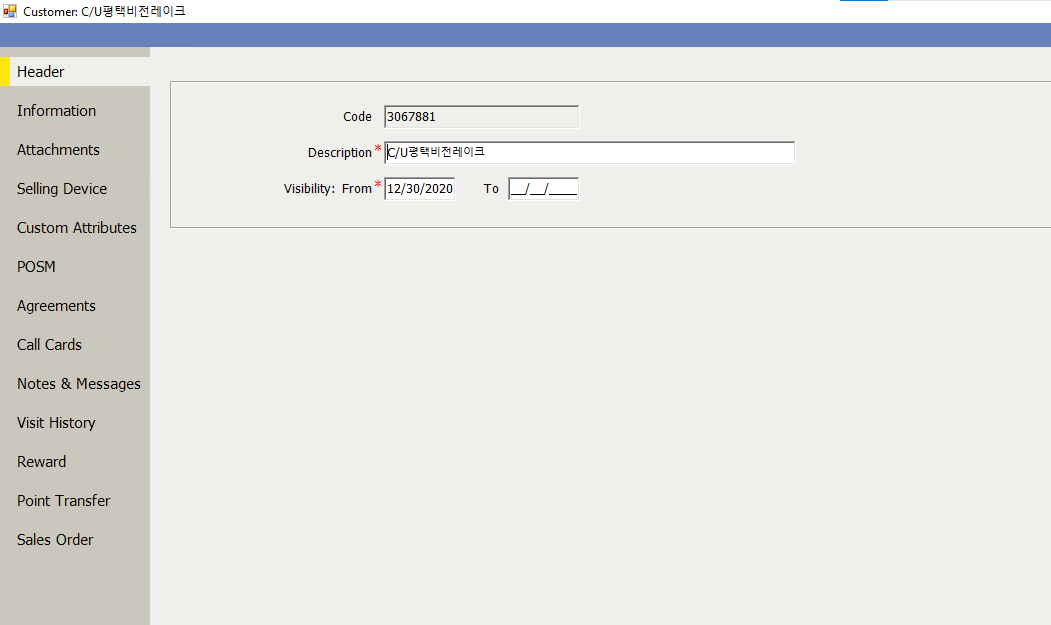 Customer: C/U평택비전레이크
Header
Information
Attachments
Selling Device
Custom Attributes
POSM
Agreements
Call Cards
Notes & Messages
Visit History
Reward
Point Transfer
Sales Order
Code 3067881
Description* C/U평택비전레이크
Visibility: From* 12/30/2020 To __/__/____